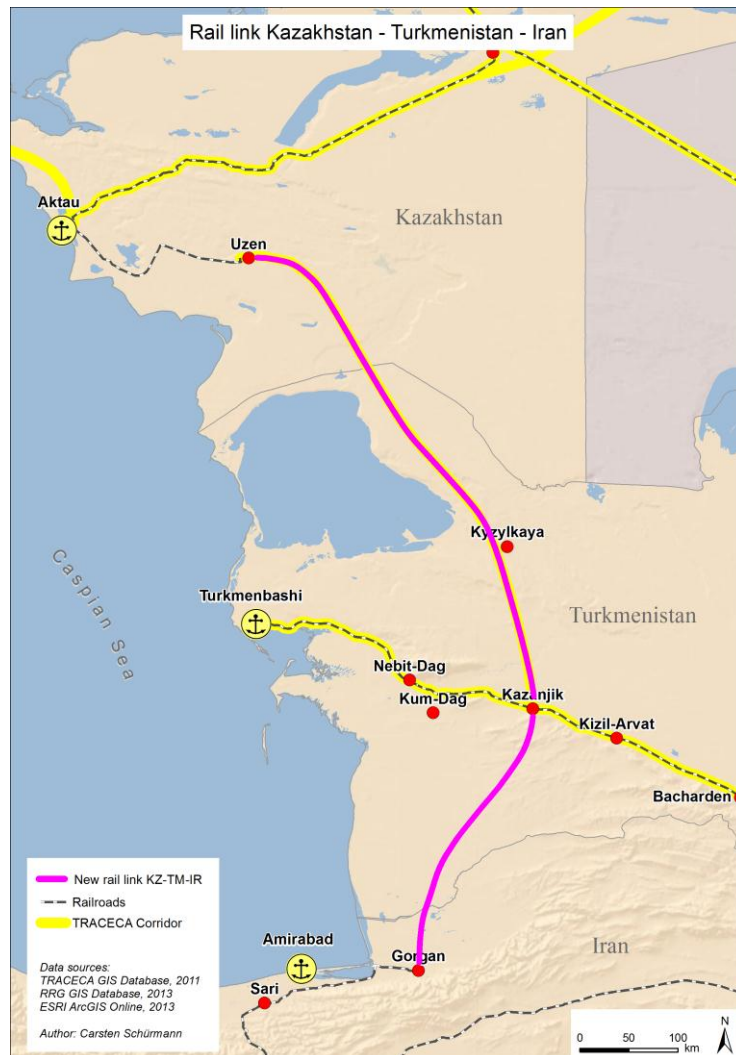 Rail link Kazakhstan - Turkmenistan - Iran
Aktau
Kazakhstan
Uzen
Kyzylkaya
Caspian Sea
Turkmenbashi
Turkmenistan
Nebit-Dag
Kum-Dag
Kazanjik
Kizil-Arvat
Bacharden
New rail link KZ-TM-IR
Railroads
TRACECA Corridor
Data sources:
TRACECA GIS Database, 2011
RRG GIS Database, 2013
ESRI ArcGIS Online, 2013
Author: Carsten Schürmann
Amirabad
Sari
Gorgan
Iran
0 50 100
km
N